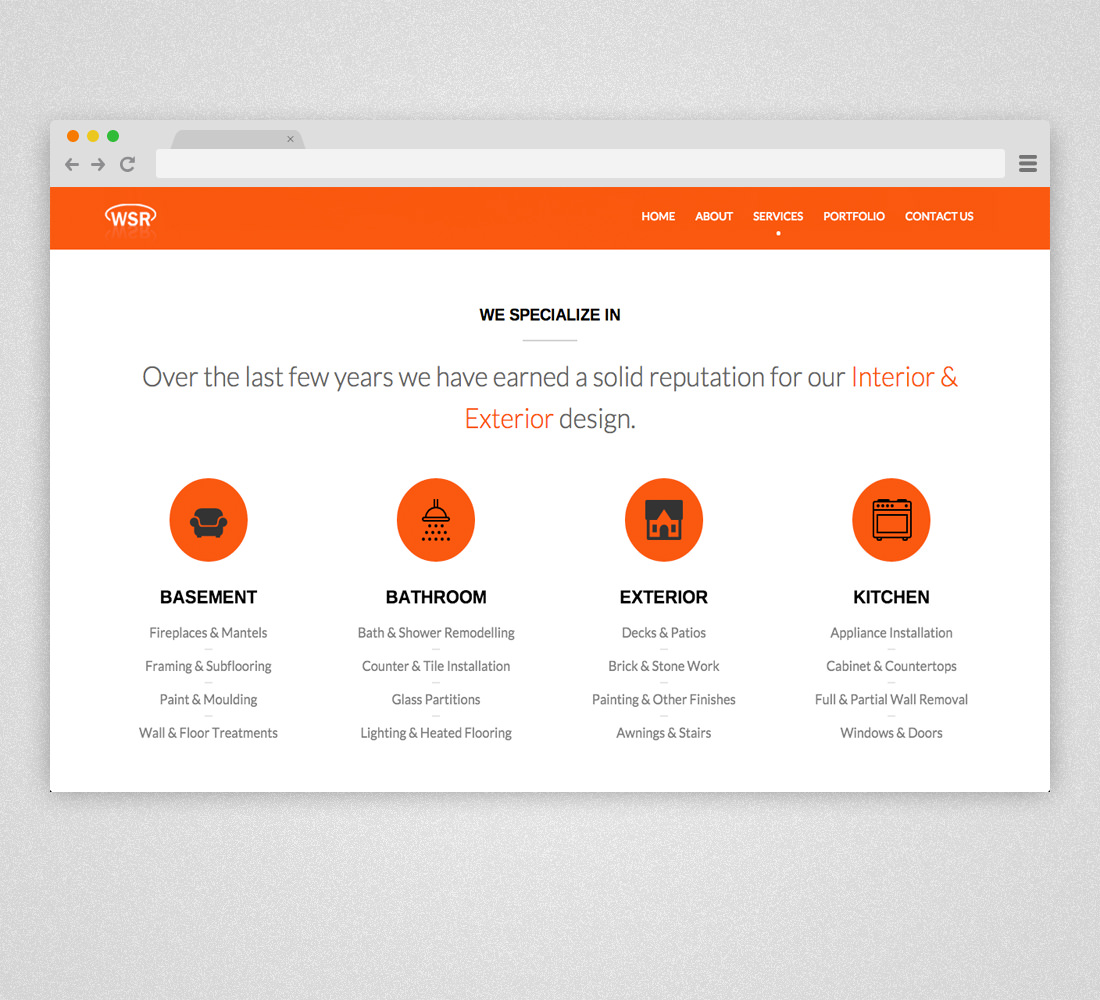 WSR
HOME ABOUT SERVICES PORTFOLIO CONTACT US
WE SPECIALIZE IN
Over the last few years we have earned a solid reputation for our Interior &
Exterior design.
BASEMENT
Fireplaces & Mantels
Framing & Subflooring
Paint & Moulding
Wall & Floor Treatments
BATHROOM
Bath & Shower Remodelling
Counter & Tile Installation
Glass Partitions
Lighting & Heated Flooring
EXTERIOR
Decks & Patios
Brick & Stone Work
Painting & Other Finishes
Awnings & Stairs
KITCHEN
Appliance Installation
Cabinet & Countertops
Full & Partial Wall Removal
Windows & Doors